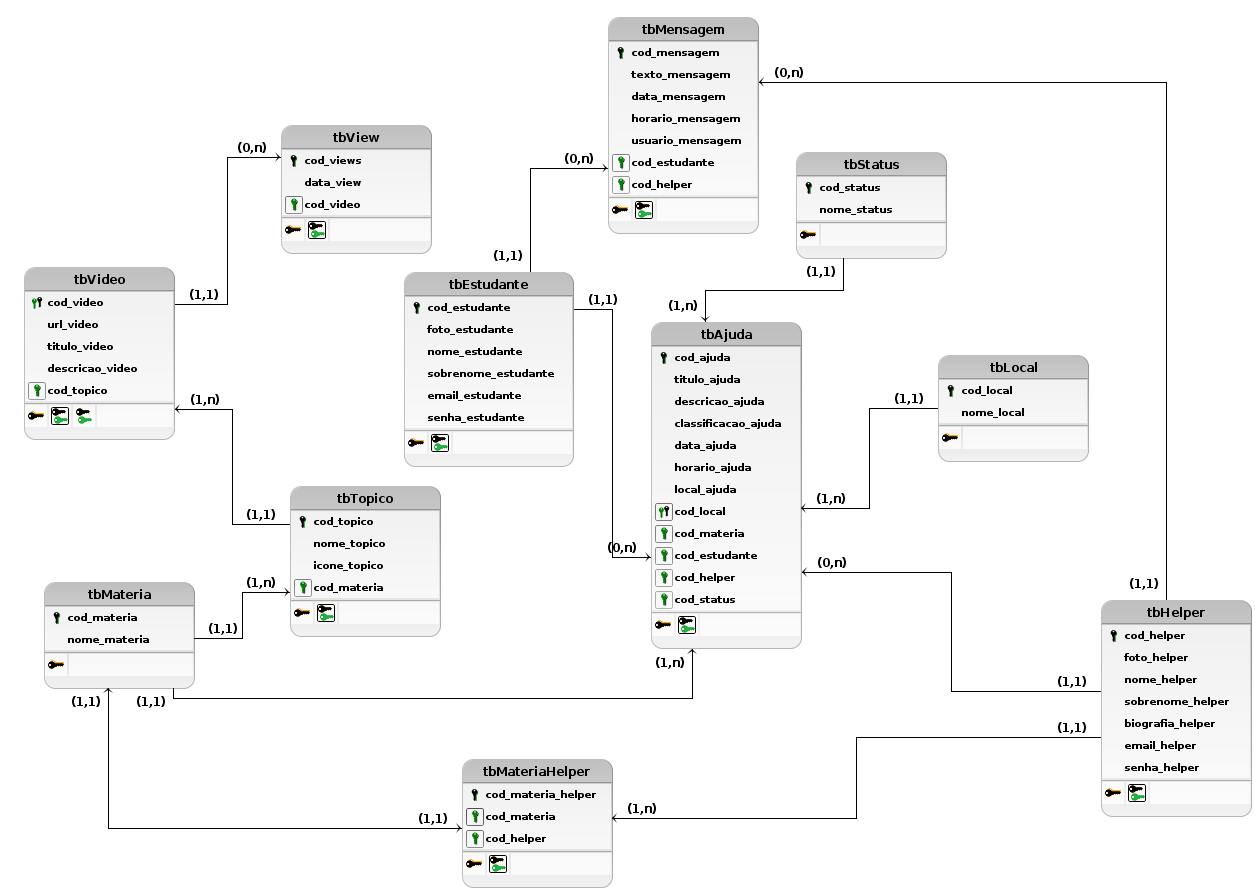 tbMensagem
cod_mensagem
texto_mensagem
data_mensagem
horario_mensagem
usuario_mensagem
cod_estudante
cod_helper
(0,n)
(0,n)
tbView
cod_views
data_view
cod_video
(0,n)
tbStatus
cod_status
nome_status
(1,1)
(1,n)
tbVideo
cod_video
url_video
titulo_video
descricao_video
cod_topico
(1,1)
(1,n)
(1,1)
tbEstudante
cod_estudante
foto_estudante
nome_estudante
sobrenome_estudante
email_estudante
senha_estudante
(1,1)
(0,n)
tbAjuda
cod_ajuda
titulo_ajuda
descricao_ajuda
classificacao_ajuda
data_ajuda
horario_ajuda
local_ajuda
cod_local
cod_materia
cod_estudante
cod_helper
cod_status
(1,n)
(0,n)
(1,n)
tbLocal
cod_local
nome_local
(1,1)
tbTopico
cod_topico
nome_topico
icone_topico
cod_materia
(1,1)
(1,n)
tbMateria
cod_materia
nome_materia
(1,1)
(1,1)
(1,1)
(1,1)
tbHelper
cod_helper
foto_helper
nome_helper
sobrenome_helper
biografia_helper
email_helper
senha_helper
(1,1)
(1,1)
tbMateriaHelper
cod_materia_helper
cod_materia
cod_helper
(1,1)
(1,n)